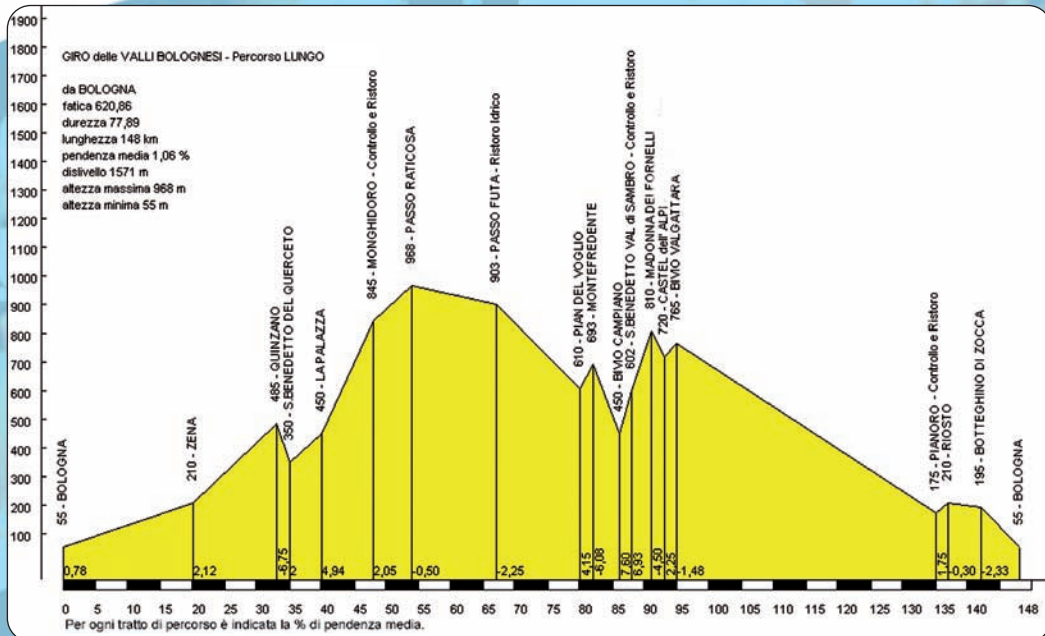 1900
1800
1700
1600
1500
1400
1300
1200
1100
1000
900
800
700
600
500
400
300
200
100
GIRO delle VALLI BOLOGNESI - Percorso LUNGO
da BOLOGNA
fatica 620,86
durezza 77,89
lunghezza 148 km
pendenza media 1,06 %
dislivello 1571 m
altezza massima 968 m
altezza minima 55 m
55 - BOLOGNA
210 - ZENA
485 - QUINZANO
350 - S.BENEDETTO DEL QUERCETO
450 - LA PALAZZA
845 - MONGHIDORO - Controllo e Ristoro
968 - PASSO RATICOSA
903 - PASSO FUTA - Ristoro Idrico
610 - PIAN DEL VOGLIO
693 - MONTEFREDENTE
450 - BIVIO CAMPIANO
602 - S.BENEDETTO VAL di SAMBRO - Controllo e Ristoro
810 - MADONNA DEI FORNELLI
720 - CASTEL dell' ALPI
765 - BIVIO VALGATTARA
175 - PIANORO - Controllo e Ristoro
210 - RIOSTO
195 - BOTTEGHINO DI ZOCCA
55 - BOLOGNA
0,78 2,12 -6,75 2 4,94 2,05 -0,50 -2,25 4,15 -6,08 7,60 6,93 -4,50 2,25 -1,48 1,75 -0,30 -2,33
0 5 10 15 20 25 30 35 40 45 50 55 60 65 70 75 80 85 90 95 100 105 110 115 120 125 130 136 142 148
Per ogni tratto di percorso è indicata la % di pendenza media.